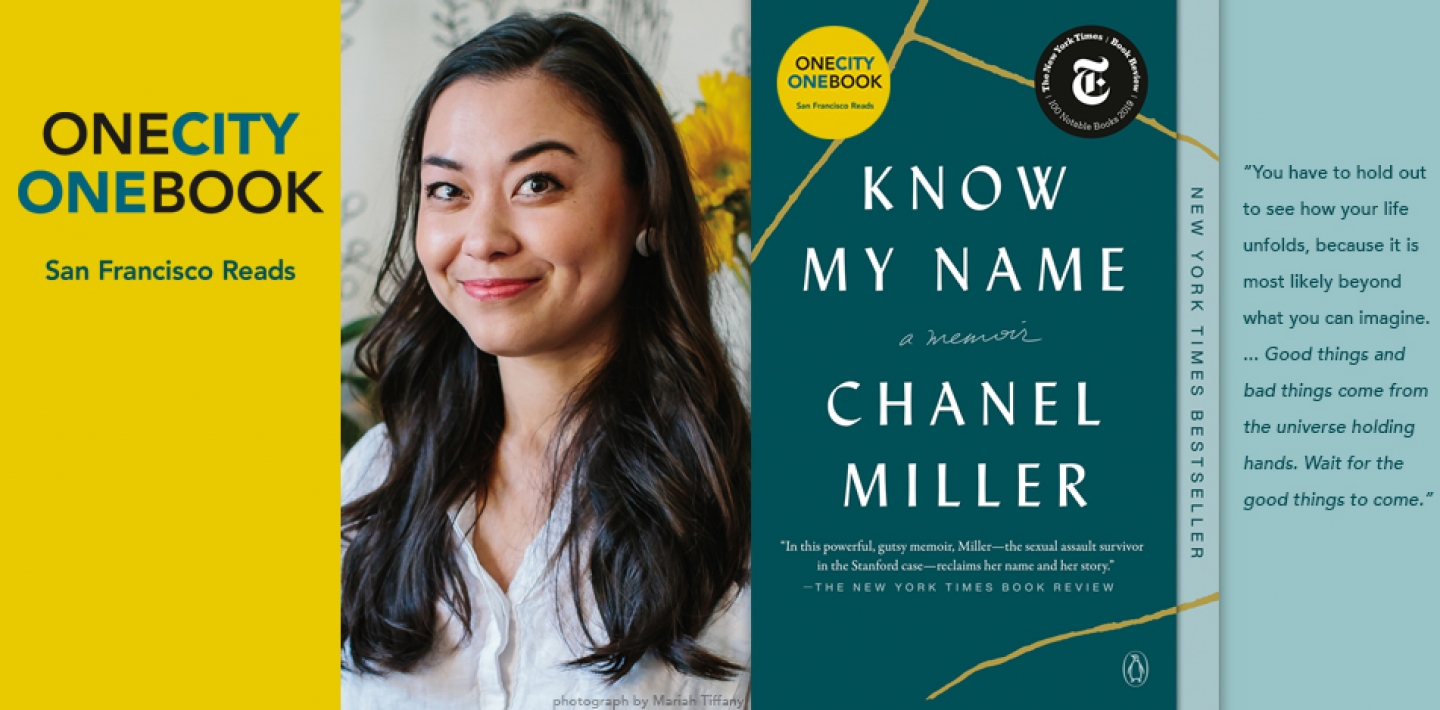 ONECITY
ONEBOOK
San Francisco Reads
photograph by Mariah Tiffany
ONECITY
ONEBOOK
San Francisco Reads
The New York Times | Book Review
T
100 Notable Books 2019
KNOW
MY NAME
a memoir
CHANEL
MILLER
“In this powerful, gutsy memoir, Miller—the sexual assault survivor
in the Stanford case—reclaims her name and her story.”
—THE NEW YORK TIMES BOOK REVIEW
NEW YORK TIMES BESTSELLER
“You have to hold out
to see how your life
unfolds, because it is
most likely beyond
what you can imagine.
... Good things and
bad things come from
the universe holding
hands. Wait for the
good things to come.”